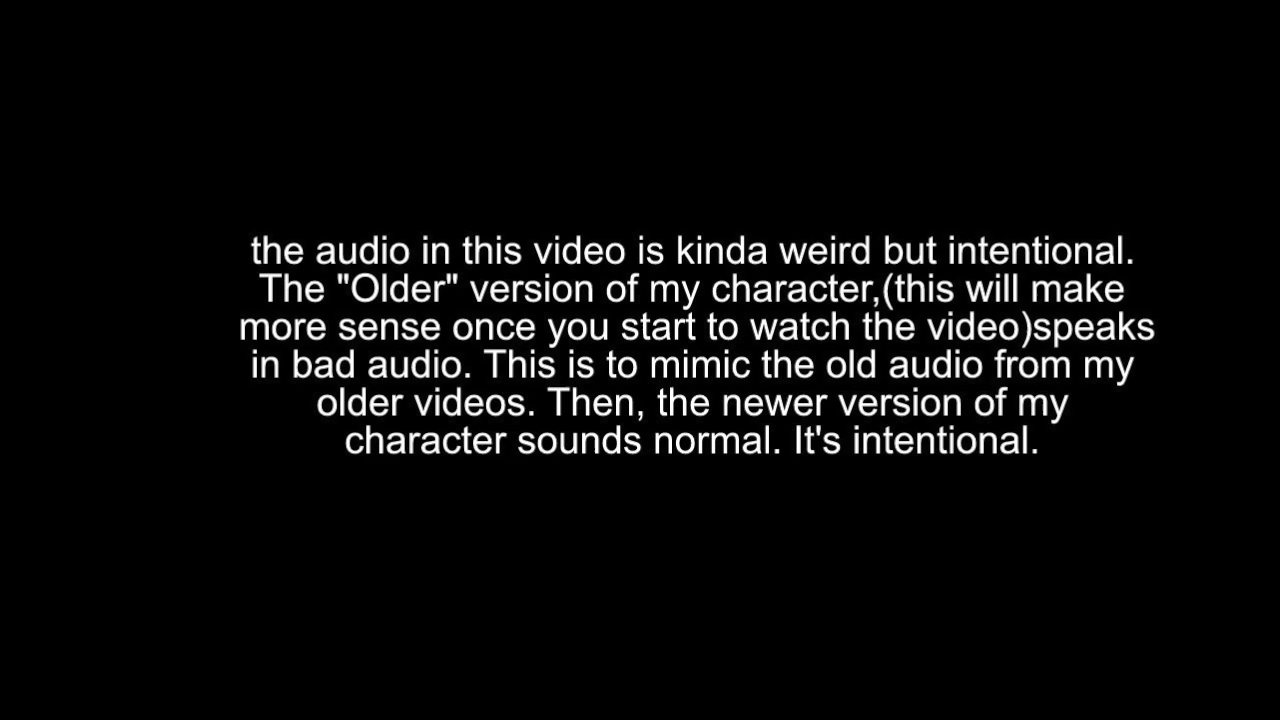 the audio in this video is kinda weird but intentional.
The "Older" version of my character,(this will make
more sense once you start to watch the video)speaks
in bad audio. This is to mimic the old audio from my
older videos. Then, the newer version of my
character sounds normal. It's intentional.